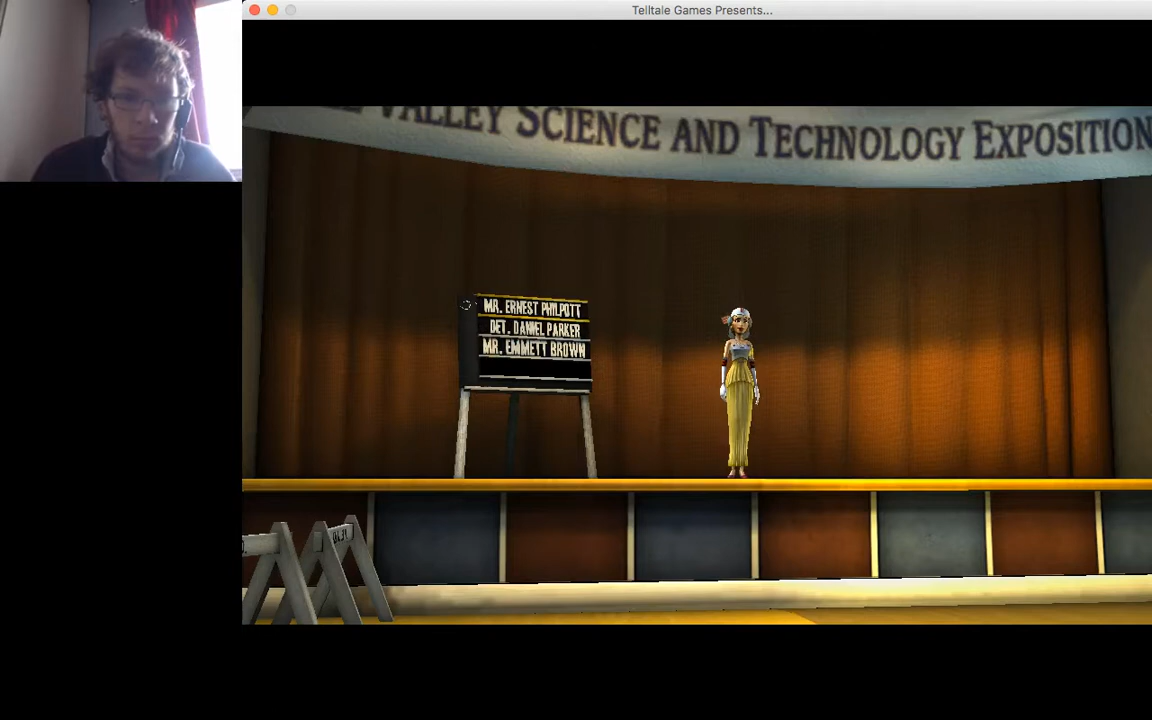 Telltale Games Presents...
VALLEY SCIENCE AND TECHNOLOGY EXPOSITION
MR. ERNEST PHILPOTT
DET. DANIEL PARKER
MR. EMMETT BROWN